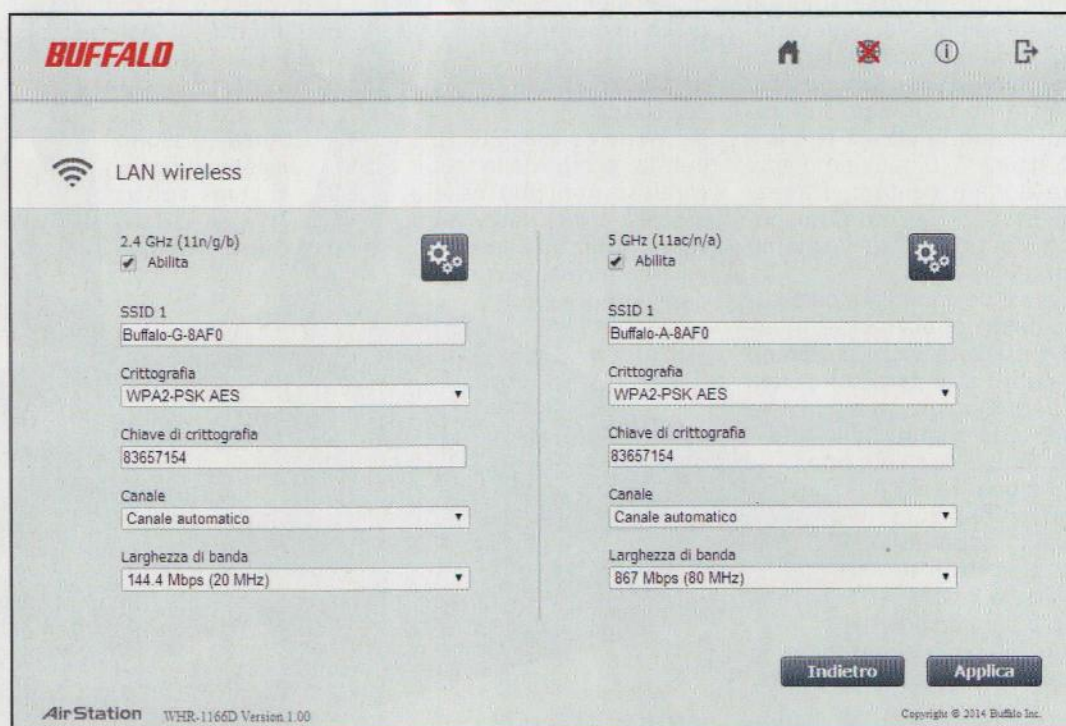 BUFFALO
LAN wireless
2.4 GHz (11n/g/b)
Abilita
SSID 1
Buffalo-G-8AF0
Crittografia
WPA2-PSK AES
Chiave di crittografia
83657154
Canale
Canale automatico
Larghezza di banda
144.4 Mbps (20 MHz)
5 GHz (11ac/n/a)
Abilita
SSID 1
Buffalo-A-8AF0
Crittografia
WPA2-PSK AES
Chiave di crittografia
83657154
Canale
Canale automatico
Larghezza di banda
867 Mbps (80 MHz)
Indietro
Applica
AirStation WHR-1166D Version 1.00
Copyright © 2014 Buffalo Inc.